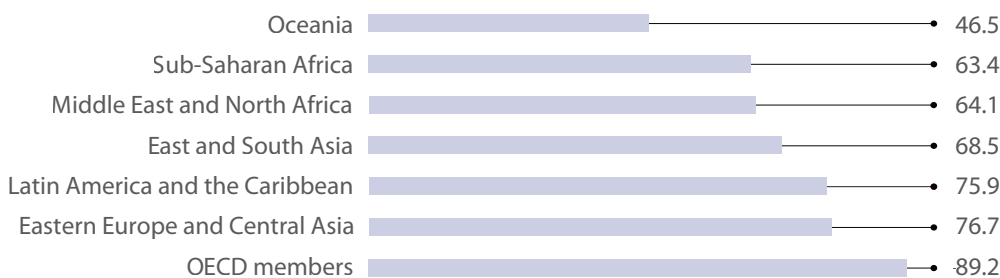 Oceania 46.5
Sub-Saharan Africa 63.4
Middle East and North Africa 64.1
East and South Asia 68.5
Latin America and the Caribbean 75.9
Eastern Europe and Central Asia 76.7
OECD members 89.2